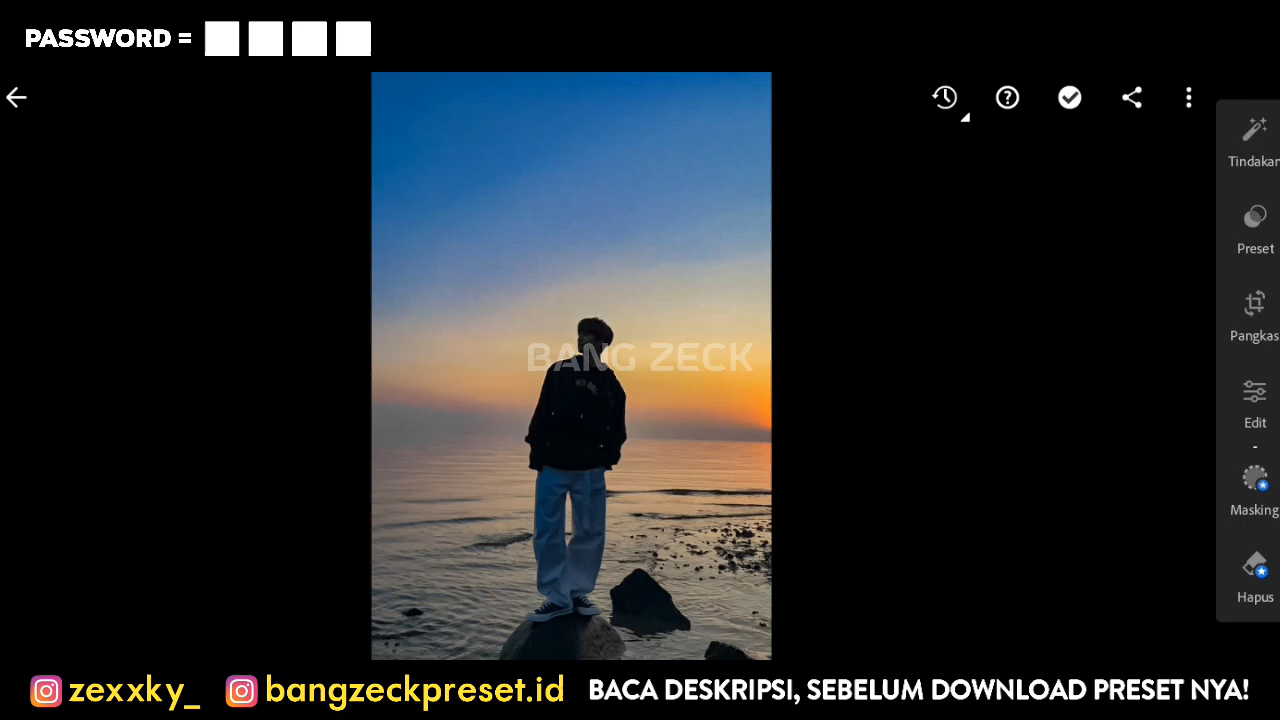 PASSWORD =
Tindakan
Preset
BANG ZECK
Pangkas
Edit
Masking
Hapus
zexxky_ bangzeckpreset.id BACA DESKRIPSI, SEBELUM DOWNLOAD PRESET NYA!